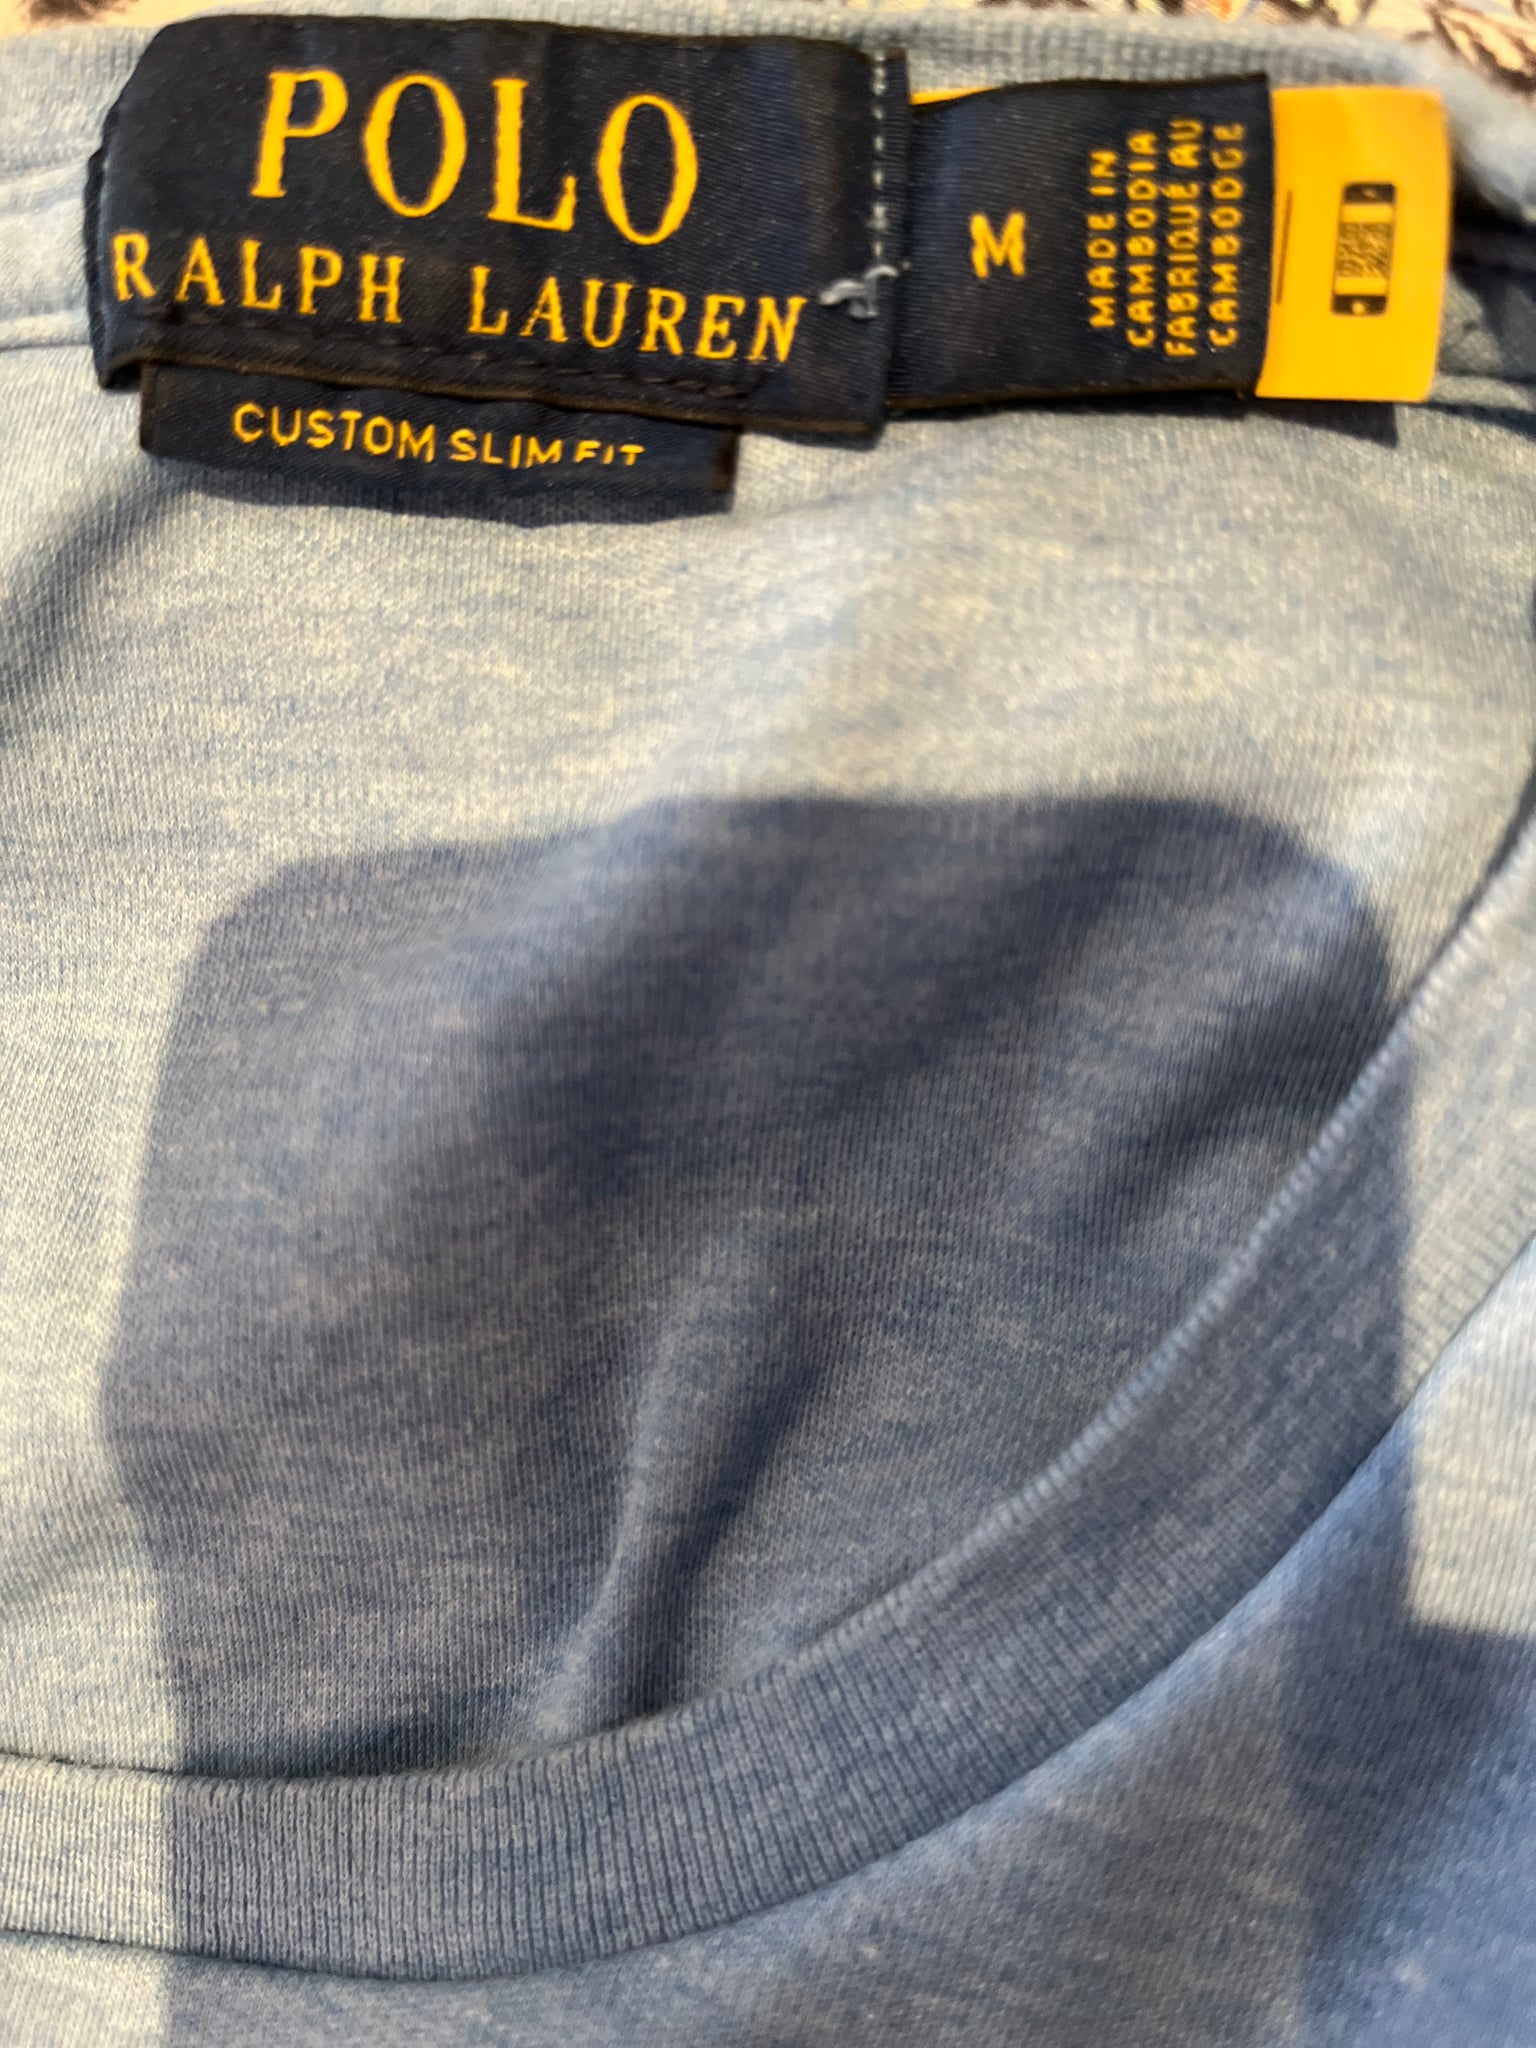 POLO
RALPH LAUREN
CUSTOM SLIM FIT
M
MADE IN
CAMBODIA
FABRIQUÉ AU
CAMBODGE